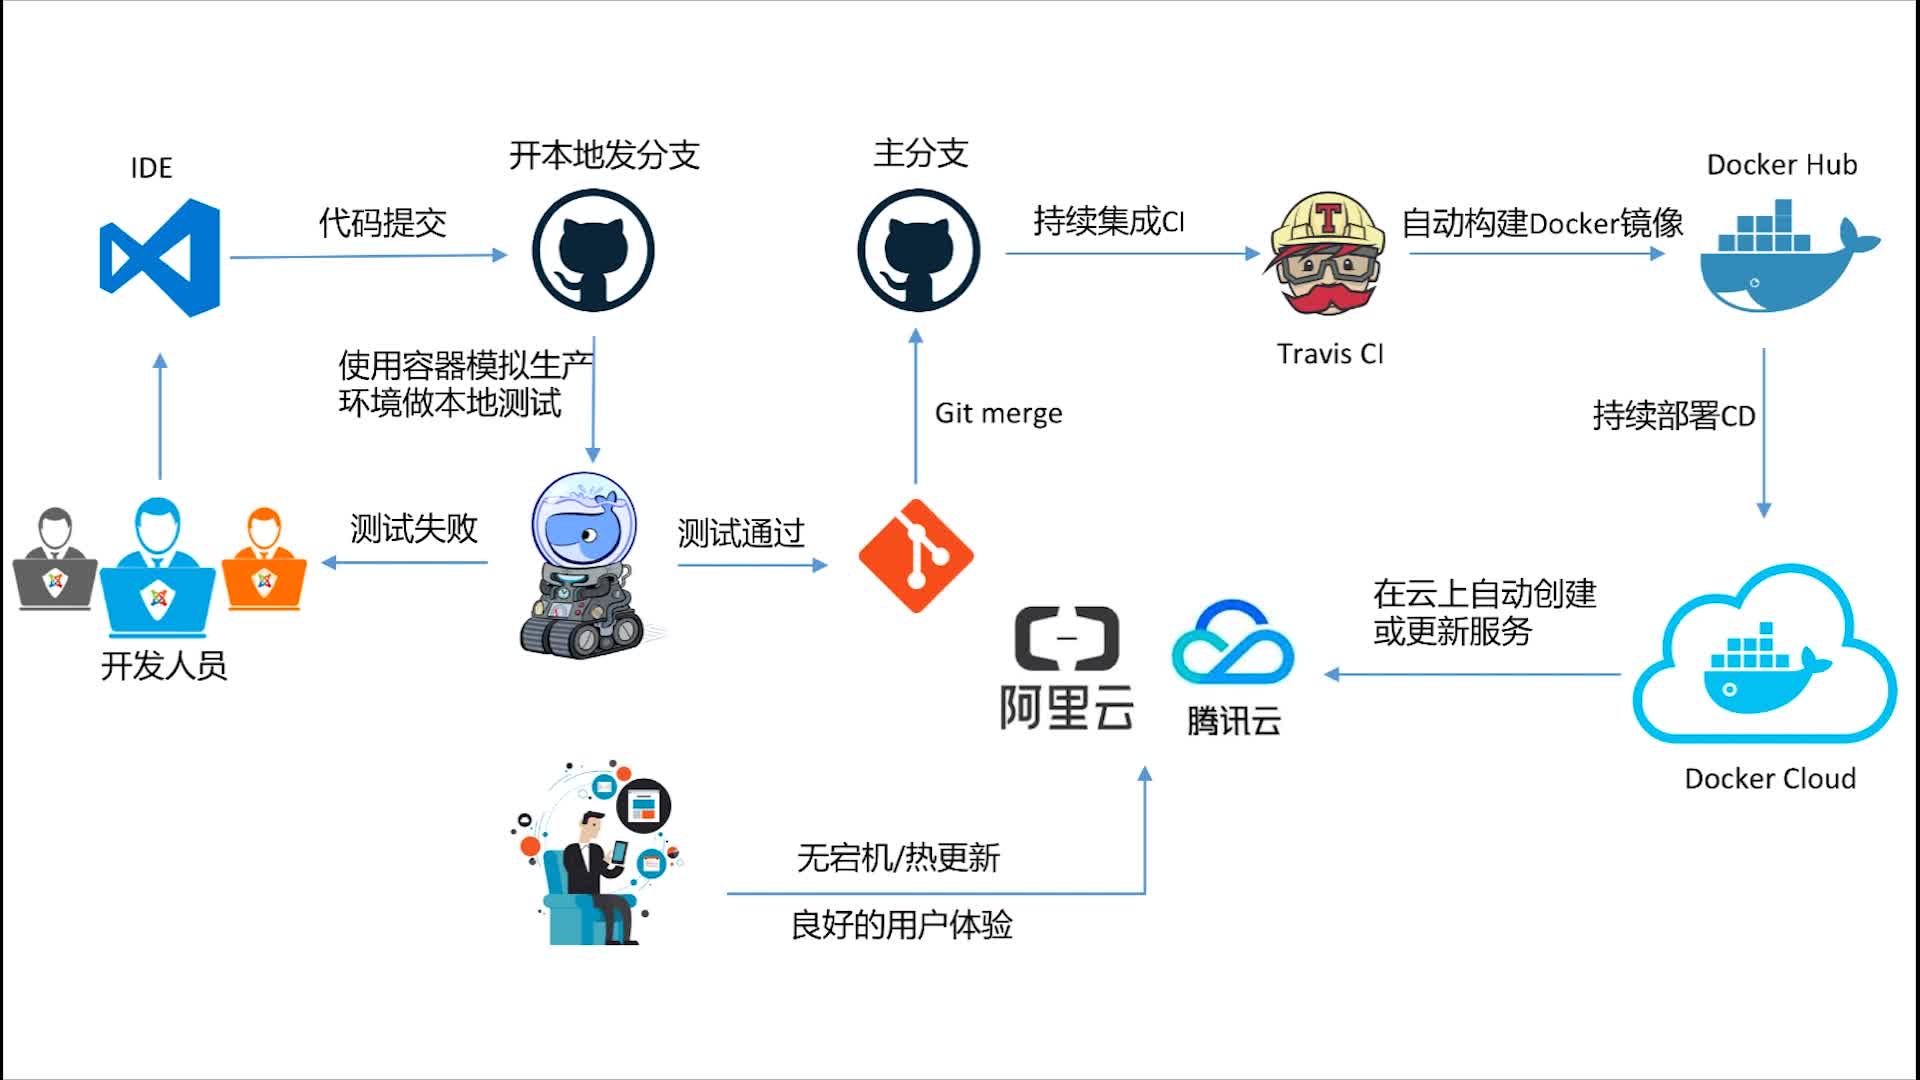 IDE
开本地发分支
主分支
Docker Hub
代码提交
持续集成CI
自动构建Docker镜像
T
Travis CI
使用容器模拟生产
环境做本地测试
Git merge
持续部署CD
测试失败
测试通过
开发人员
在云上自动创建
或更新服务
阿里云
腾讯云
Docker Cloud
无宕机/热更新
良好的用户体验